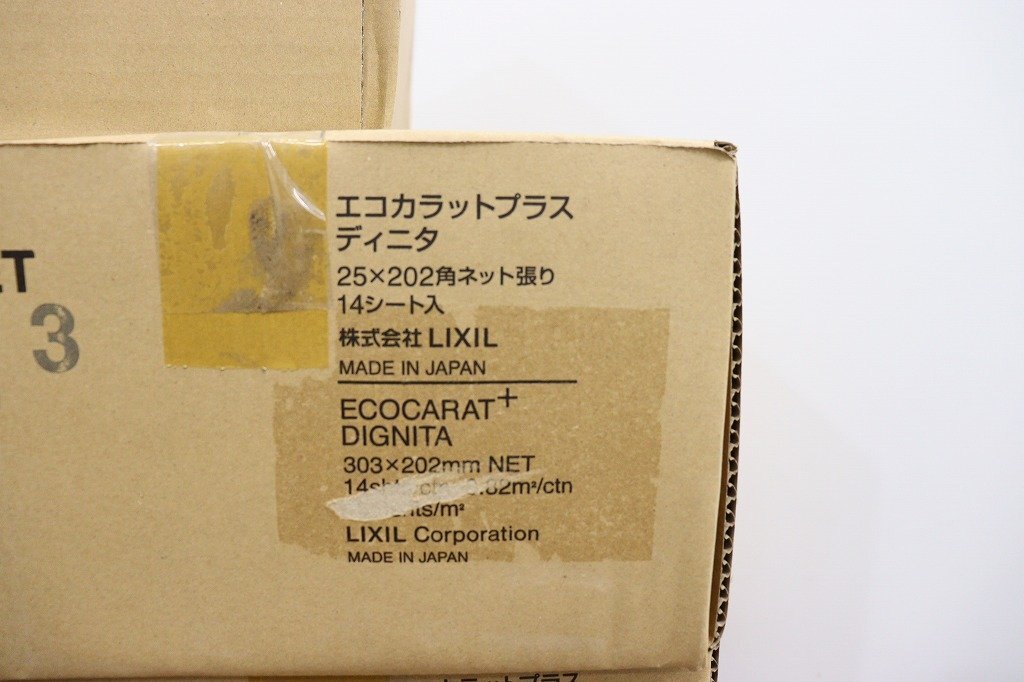 エコカラットプラス
ディニタ
25×202角ネット張り
14シート入
株式会社 LIXIL
MADE IN JAPAN
ECOCARAT+
DIGNITA
303×202mm NET
LIXIL Corporation
MADE IN JAPAN
3